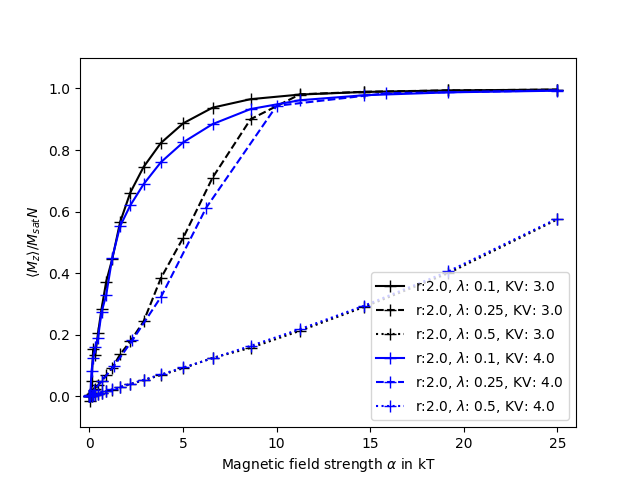 1.0
0.8
0.6
0.4
0.2
0.0
⟨M_z⟩/M_{sat}N
0 5 10 15 20 25
Magnetic field strength α in kT
r:2.0, λ: 0.1, KV: 3.0
r:2.0, λ: 0.25, KV: 3.0
r:2.0, λ: 0.5, KV: 3.0
r:2.0, λ: 0.1, KV: 4.0
r:2.0, λ: 0.25, KV: 4.0
r:2.0, λ: 0.5, KV: 4.0